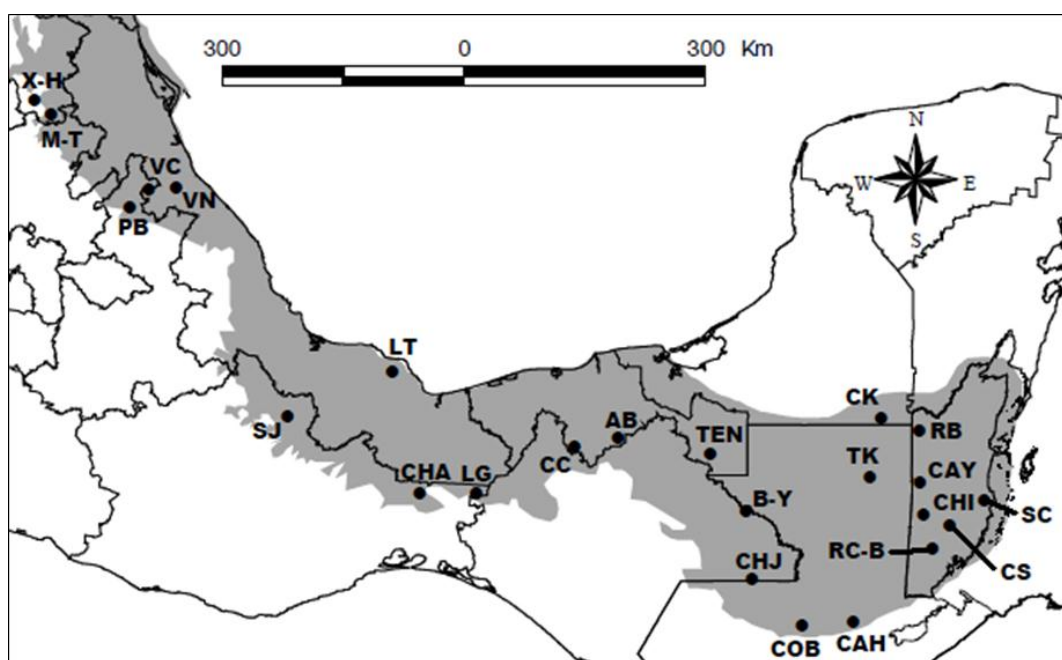 300 0 300 Km
X-H
M-T
N
VC
W E
VN
PB
S
LT
CK
SJ
AB
RB
TEN
CC
TK
CHA LG
CAY
B-Y
CHI
SC
RC-B
CHJ
CS
COB CAH